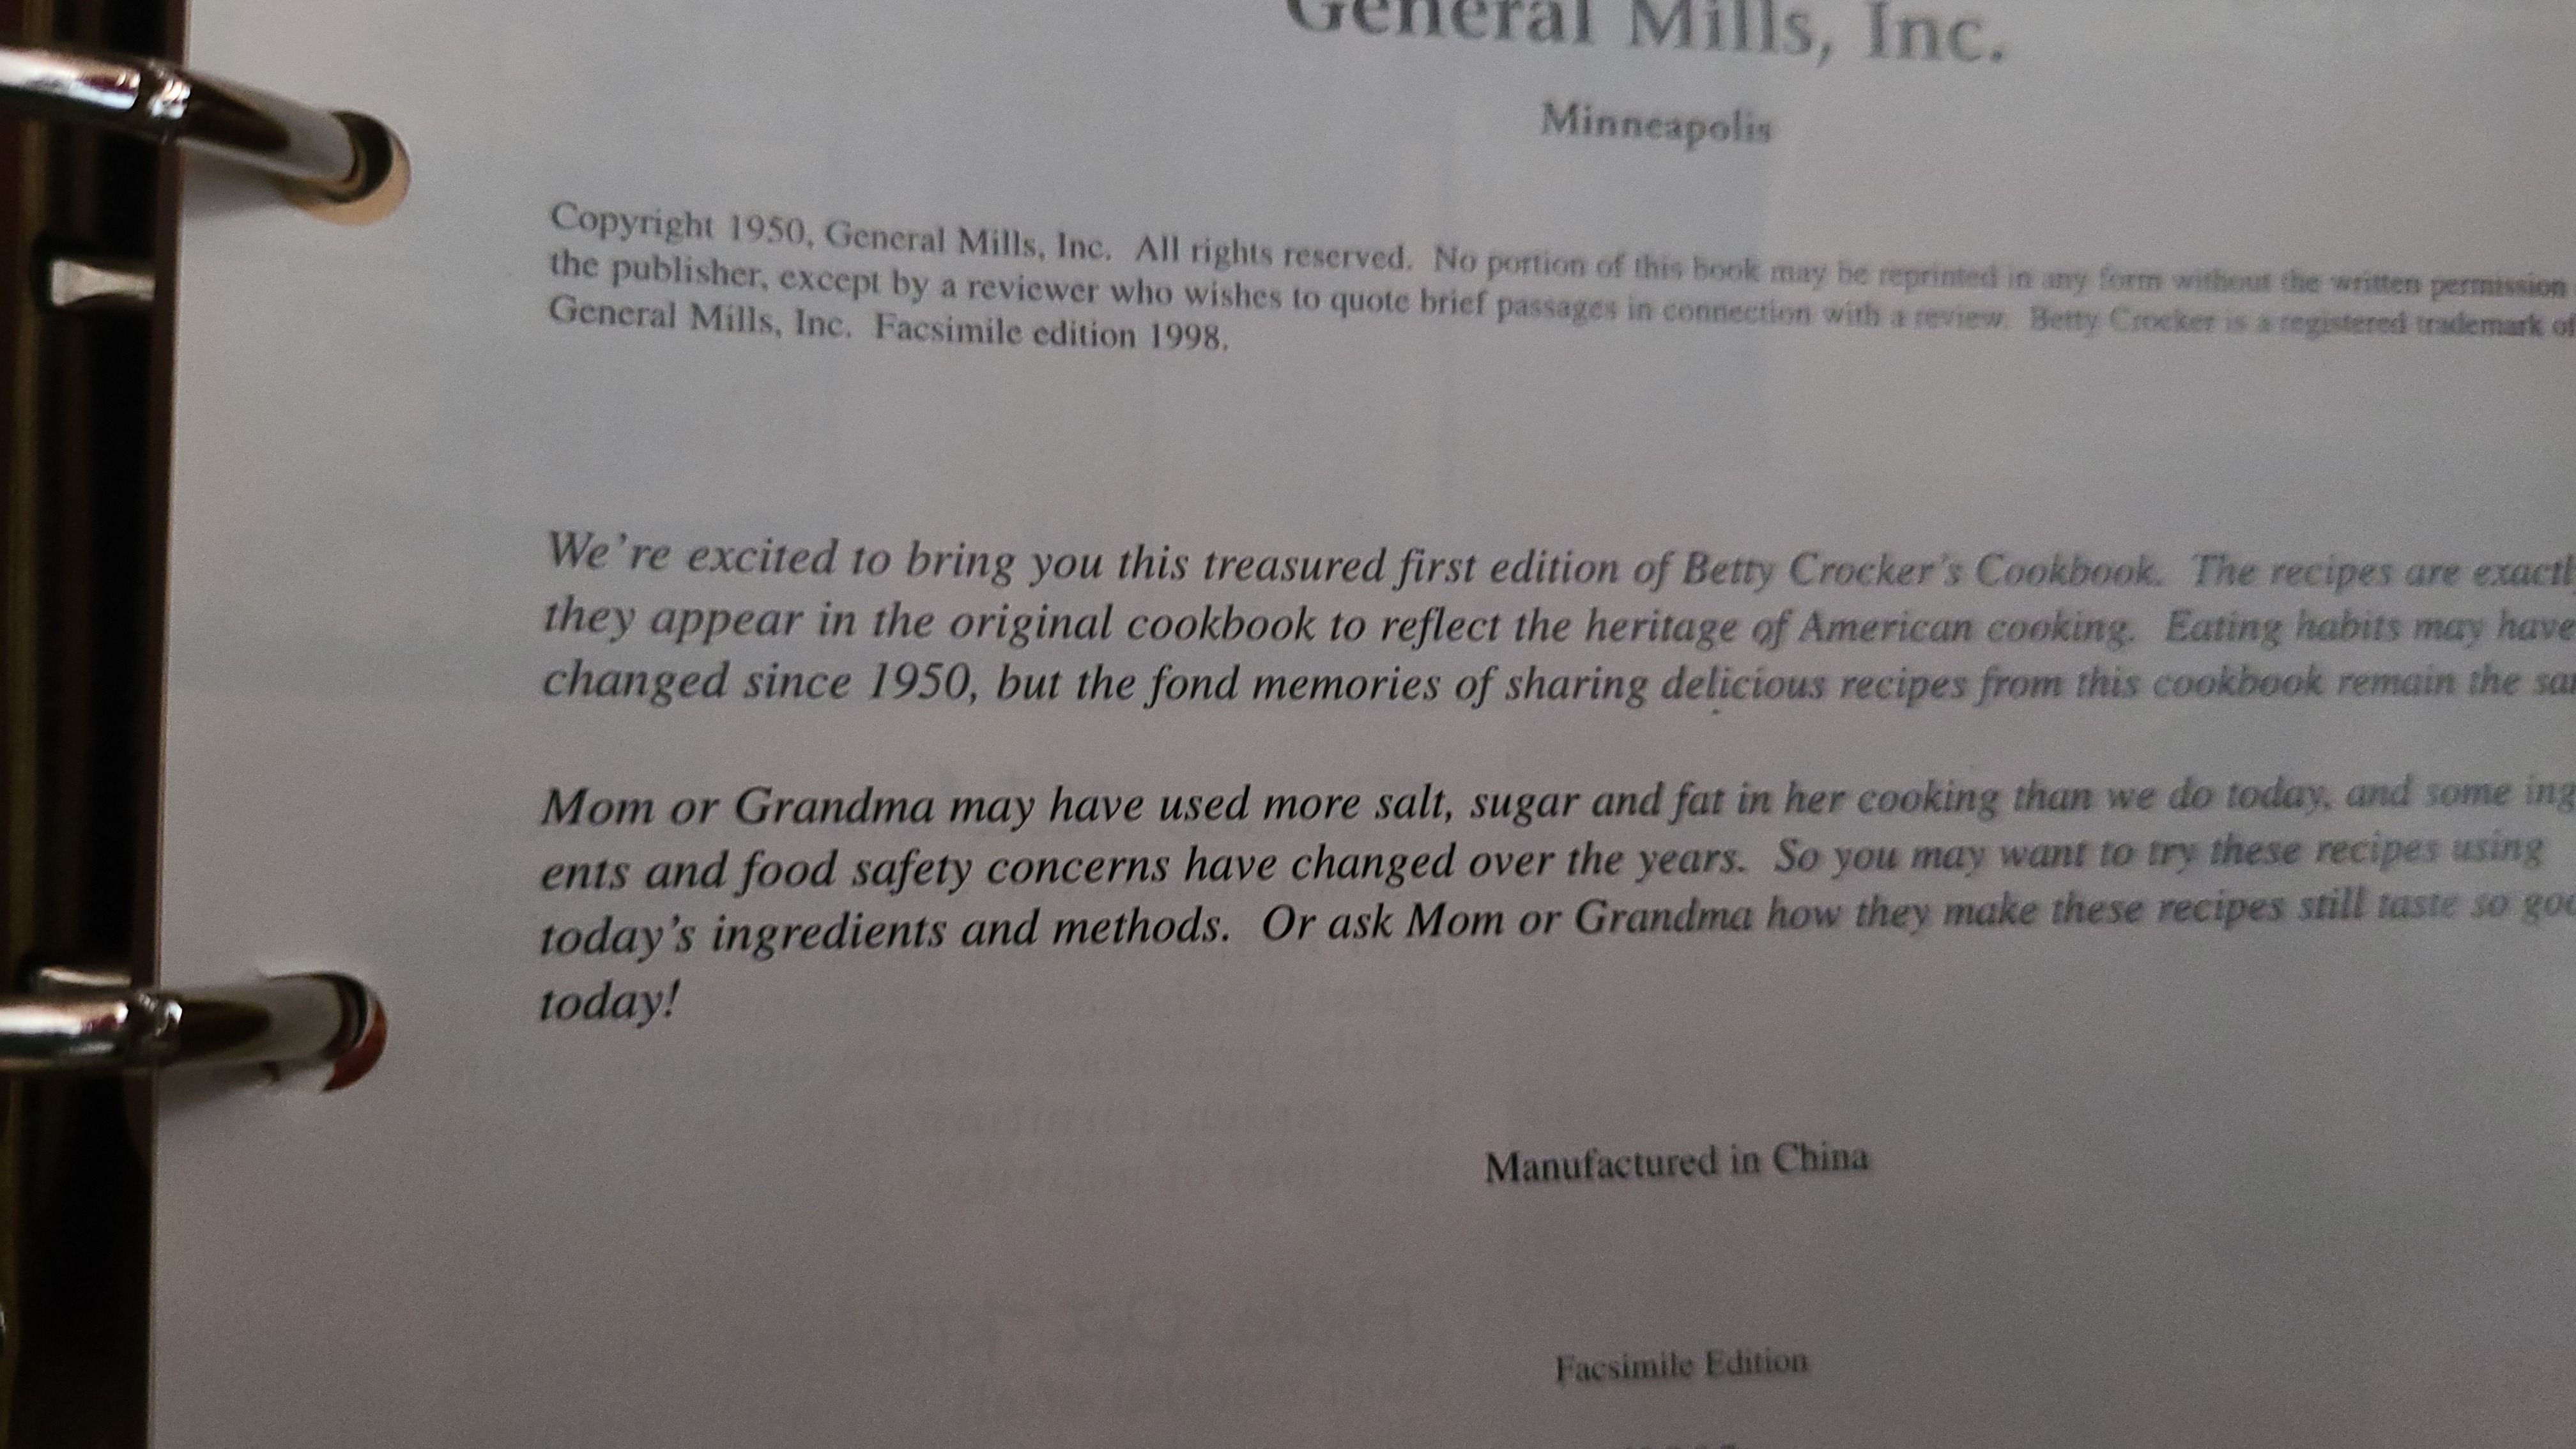 General Mills, Inc.
Minneapolis
Copyright 1950, General Mills, Inc. All rights reserved. No portion of this book may be reprinted in any form without the written permission
the publisher, except by a reviewer who wishes to quote brief passages in connection with a review. Betty Crocker is a registered trademark of
General Mills, Inc. Facsimile edition 1998.
We're excited to bring you this treasured first edition of Betty Crocker's Cookbook. The recipes are exactl
they appear in the original cookbook to reflect the heritage of American cooking. Eating habits may have
changed since 1950, but the fond memories of sharing delicious recipes from this cookbook remain the sa
Mom or Grandma may have used more salt, sugar and fat in her cooking than we do today, and some ing
ents and food safety concerns have changed over the years. So you may want to try these recipes using
today's ingredients and methods. Or ask Mom or Grandma how they make these recipes still taste so goo
today!
Manufactured in China
Facsimile Edition